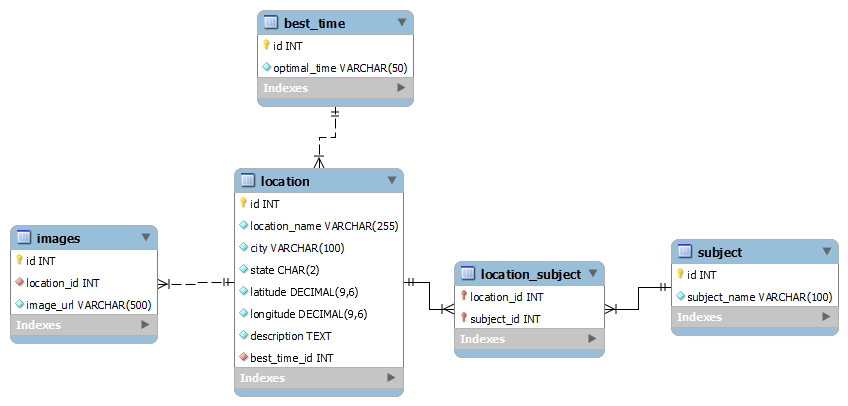 best_time
id INT
optimal_time VARCHAR(50)
Indexes
location
id INT
location_name VARCHAR(255)
city VARCHAR(100)
state CHAR(2)
latitude DECIMAL(9,6)
longitude DECIMAL(9,6)
description TEXT
best_time_id INT
Indexes
images
id INT
location_id INT
image_url VARCHAR(500)
Indexes
location_subject
location_id INT
subject_id INT
Indexes
subject
id INT
subject_name VARCHAR(100)
Indexes